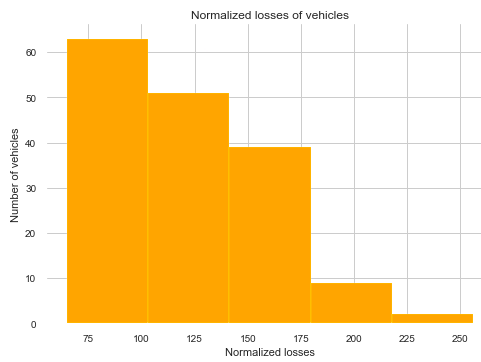 Normalized losses of vehicles
Number of vehicles
60
50
40
30
20
10
0
75 100 125 150 175 200 225 250
Normalized losses